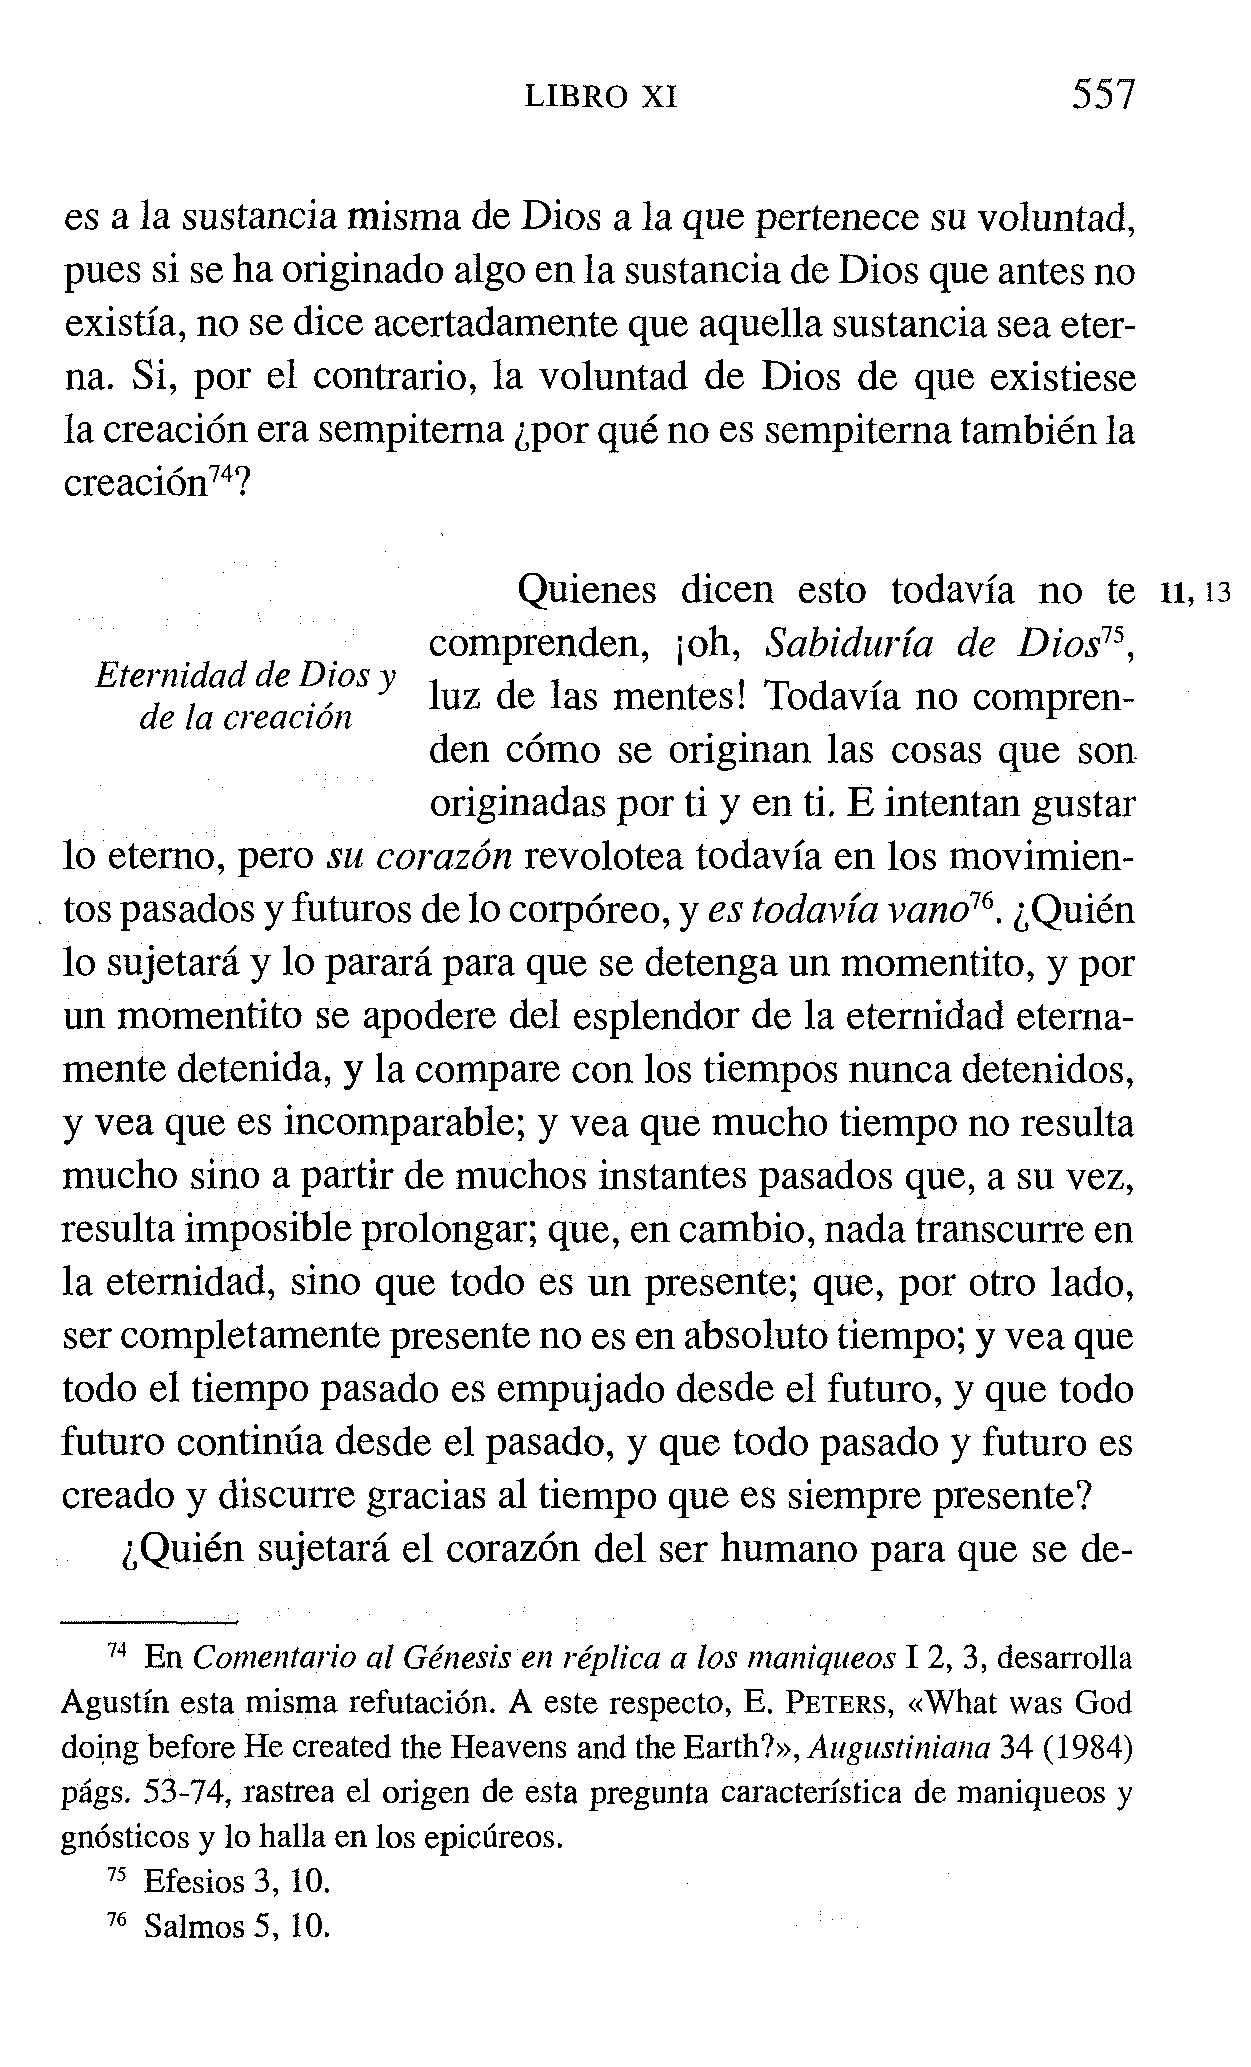 LIBRO XI 557
es a la sustancia misma de Dios a la que pertenece su voluntad,
pues si se ha originado algo en la sustancia de Dios que antes no
existía, no se dice acertadamente que aquella sustancia sea eter-
na. Si, por el contrario, la voluntad de Dios de que existiese
la creación era sempiterna ¿por qué no es sempiterna también la
creación⁷⁴?
Eternidad de Dios y
de la creación
Quienes dicen esto todavía no te 11, 13
comprenden, ¡oh, Sabiduría de Dios⁷⁵,
luz de las mentes! Todavía no compren-
den cómo se originan las cosas que son
originadas por ti y en ti. E intentan gustar
lo eterno, pero su corazón revolotea todavía en los movimien-
tos pasados y futuros de lo corpóreo, y es todavía vano⁷⁶. ¿Quién
lo sujetará y lo parará para que se detenga un momentito, y por
un momentito se apodere del esplendor de la eternidad eterna-
mente detenida, y la compare con los tiempos nunca detenidos,
y vea que es incomparable; y vea que mucho tiempo no resulta
mucho sino a partir de muchos instantes pasados que, a su vez,
resulta imposible prolongar; que, en cambio, nada transcurre en
la eternidad, sino que todo es un presente; que, por otro lado,
ser completamente presente no es en absoluto tiempo; y vea que
todo el tiempo pasado es empujado desde el futuro, y que todo
futuro continúa desde el pasado, y que todo pasado y futuro es
creado y discurre gracias al tiempo que es siempre presente?
¿Quién sujetará el corazón del ser humano para que se de-
⁷⁴ En Comentario al Génesis en réplica a los maniqueos I 2, 3, desarrolla
Agustín esta misma refutación. A este respecto, E. PETERS, «What was God
doing before He created the Heavens and the Earth?», Augustiniana 34 (1984)
págs. 53-74, rastrea el origen de esta pregunta característica de maniqueos y
gnósticos y lo halla en los epicúreos.
⁷⁵ Efesios 3, 10.
⁷⁶ Salmos 5, 10.